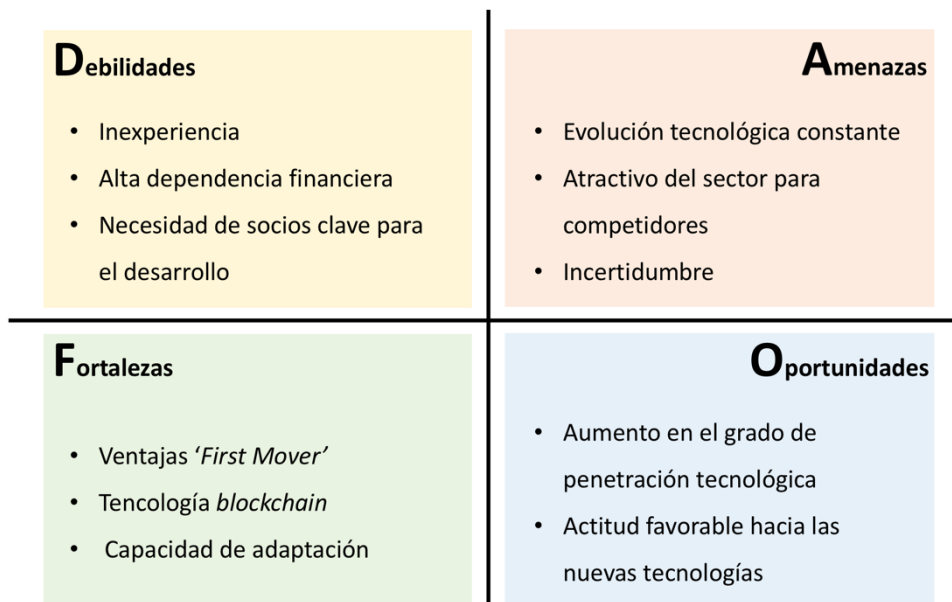 Debilidades
• Inexperiencia
• Alta dependencia financiera
• Necesidad de socios clave para
el desarrollo
Amenazas
• Evolución tecnológica constante
• Atractivo del sector para
competidores
• Incertidumbre
Fortalezas
• Ventajas ‘First Mover’
• Tencología blockchain
• Capacidad de adaptación
Oportunidades
• Aumento en el grado de
penetración tecnológica
• Actitud favorable hacia las
nuevas tecnologías